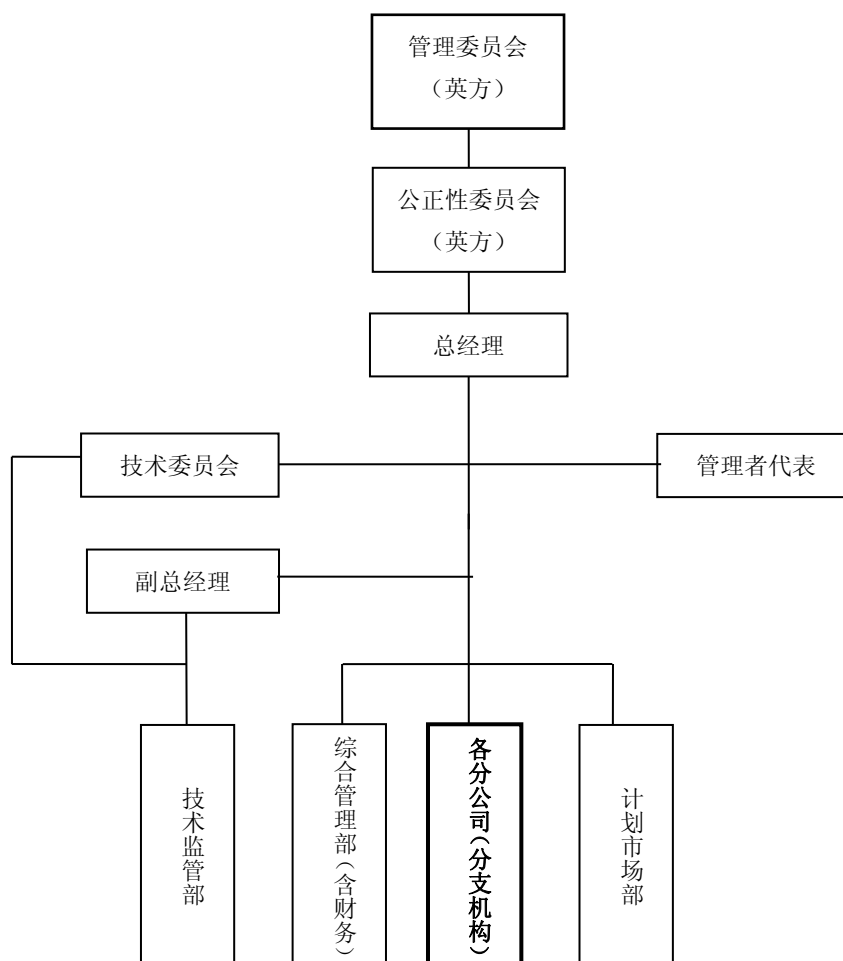 管理委员会
（英方）
公正性委员会
（英方）
总经理
技术委员会
管理者代表
副总经理
技术监管部
综合管理部（含财务）
各分公司（分支机构）
计划市场部